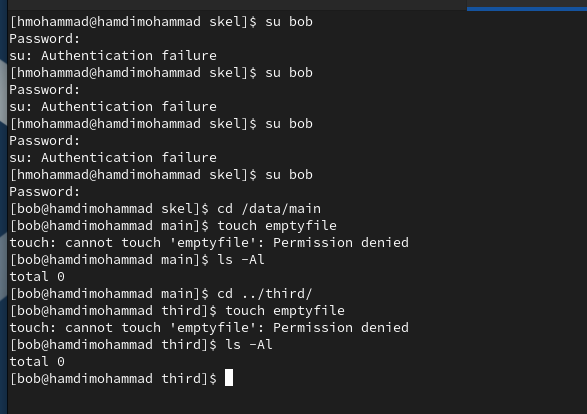 [hmohammad@hamdimohammad skel]$ su bob
Password:
su: Authentication failure
[hmohammad@hamdimohammad skel]$ su bob
Password:
su: Authentication failure
[hmohammad@hamdimohammad skel]$ su bob
Password:
su: Authentication failure
[hmohammad@hamdimohammad skel]$ su bob
Password:
[bob@hamdimohammad skel]$ cd /data/main
[bob@hamdimohammad main]$ touch emptyfile
touch: cannot touch 'emptyfile': Permission denied
[bob@hamdimohammad main]$ ls -Al
total 0
[bob@hamdimohammad main]$ cd ../third/
[bob@hamdimohammad third]$ touch emptyfile
touch: cannot touch 'emptyfile': Permission denied
[bob@hamdimohammad third]$ ls -Al
total 0
[bob@hamdimohammad third]$